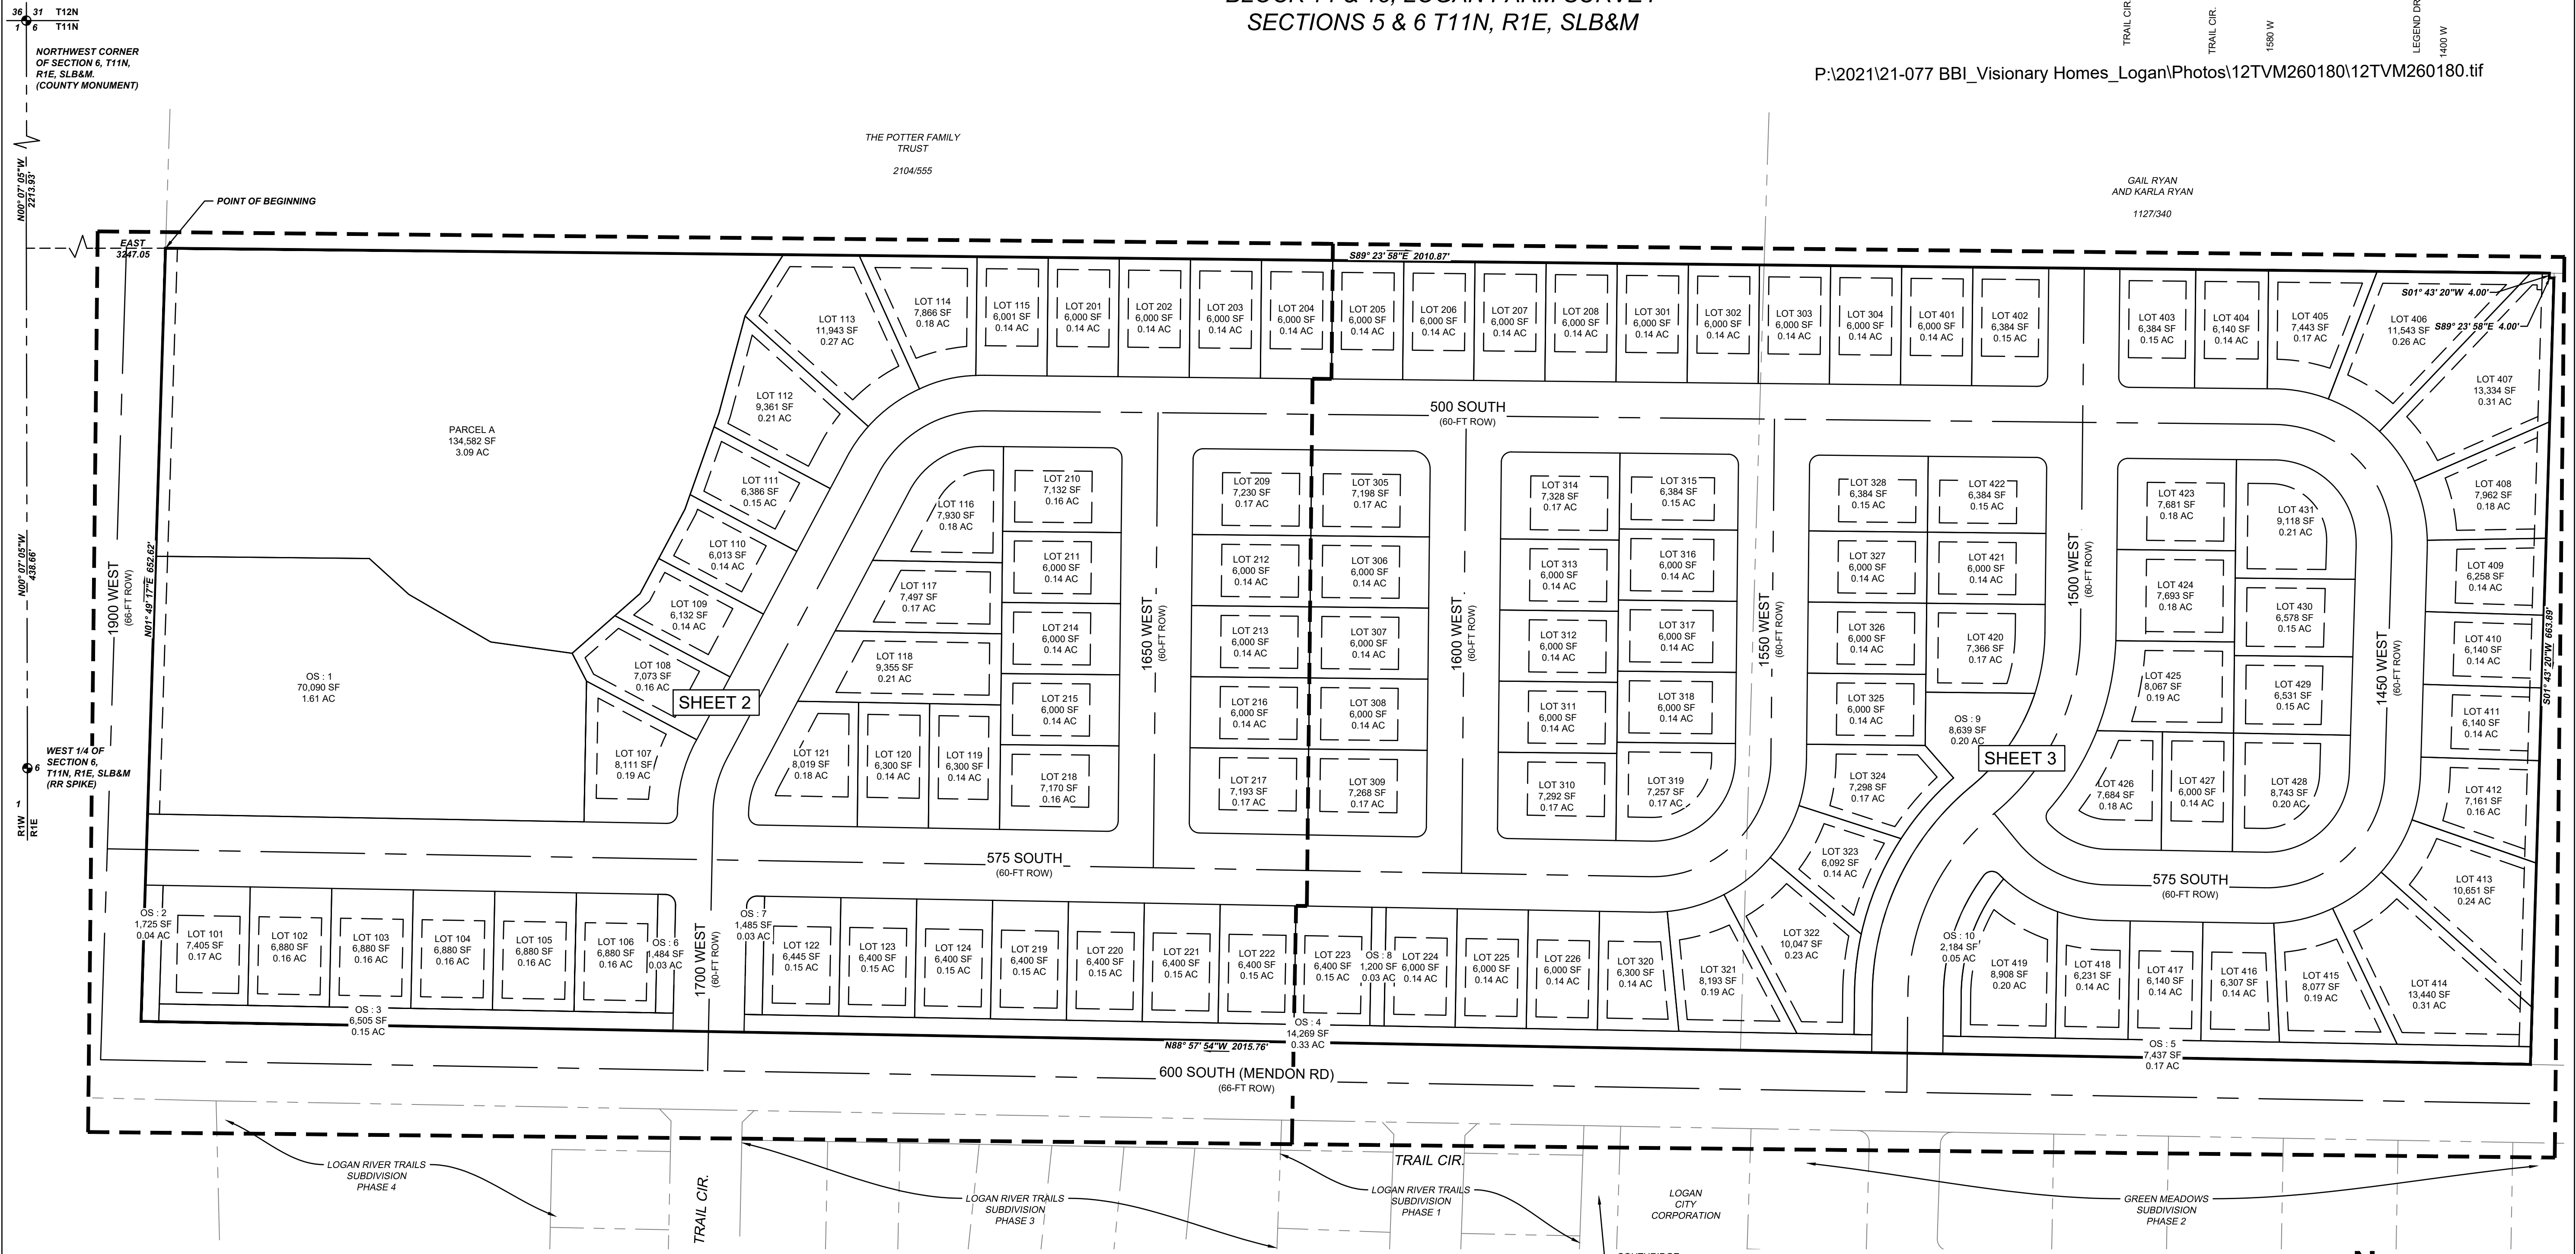 SECTIONS 5 & 6 T11N, R1E, SLB&M
P:\2021\21-077 BBI_Visionary Homes_Logan\Photos\12TVM260180\12TVM260180.tif
TRAIL CIR.
TRAIL CIR.
1580 W
LEGEND DR
1400 W
36 31 T12N
1 6 T11N
NORTHWEST CORNER
OF SECTION 6, T11N,
R1E, SLB&M.
(COUNTY MONUMENT)
N00° 07' 05"W
2213.93'
THE POTTER FAMILY
TRUST
2104/555
GAIL RYAN
AND KARLA RYAN
1127/340
POINT OF BEGINNING
EAST
3247.05
S89° 23' 58"E 2010.87'
S01° 43' 20"W 4.00'
S89° 23' 58"E 4.00'
LOT 113
11,943 SF
0.27 AC
LOT 114
7,866 SF
0.18 AC
LOT 115
6,001 SF
0.14 AC
LOT 201
6,000 SF
0.14 AC
LOT 202
6,000 SF
0.14 AC
LOT 203
6,000 SF
0.14 AC
LOT 204
6,000 SF
0.14 AC
LOT 205
6,000 SF
0.14 AC
LOT 206
6,000 SF
0.14 AC
LOT 207
6,000 SF
0.14 AC
LOT 208
6,000 SF
0.14 AC
LOT 301
6,000 SF
0.14 AC
LOT 302
6,000 SF
0.14 AC
LOT 303
6,000 SF
0.14 AC
LOT 304
6,000 SF
0.14 AC
LOT 401
6,000 SF
0.14 AC
LOT 402
6,384 SF
0.15 AC
LOT 403
6,384 SF
0.15 AC
LOT 404
6,140 SF
0.14 AC
LOT 405
7,443 SF
0.17 AC
LOT 406
11,543 SF
0.26 AC
LOT 407
13,334 SF
0.31 AC
LOT 112
9,361 SF
0.21 AC
PARCEL A
134,582 SF
3.09 AC
500 SOUTH
(60-FT ROW)
LOT 111
6,386 SF
0.15 AC
LOT 116
7,930 SF
0.18 AC
LOT 210
7,132 SF
0.16 AC
LOT 209
7,230 SF
0.17 AC
LOT 305
7,198 SF
0.17 AC
LOT 314
7,328 SF
0.17 AC
LOT 315
6,384 SF
0.15 AC
LOT 328
6,384 SF
0.15 AC
LOT 422
6,384 SF
0.15 AC
LOT 423
7,681 SF
0.18 AC
LOT 431
9,118 SF
0.21 AC
LOT 408
7,962 SF
0.18 AC
LOT 110
6,013 SF
0.14 AC
LOT 211
6,000 SF
0.14 AC
LOT 212
6,000 SF
0.14 AC
LOT 306
6,000 SF
0.14 AC
LOT 313
6,000 SF
0.14 AC
LOT 316
6,000 SF
0.14 AC
LOT 327
6,000 SF
0.14 AC
LOT 421
6,000 SF
0.14 AC
LOT 424
7,693 SF
0.18 AC
LOT 430
6,578 SF
0.15 AC
LOT 409
6,258 SF
0.14 AC
N00° 07' 05"W
438.66'
1900 WEST
(66-FT ROW)
N01° 49' 17"E 652.62'
LOT 109
6,132 SF
0.14 AC
LOT 117
7,497 SF
0.17 AC
LOT 214
6,000 SF
0.14 AC
1650 WEST
(60-FT ROW)
LOT 213
6,000 SF
0.14 AC
LOT 307
6,000 SF
0.14 AC
1600 WEST
(60-FT ROW)
LOT 312
6,000 SF
0.14 AC
LOT 317
6,000 SF
0.14 AC
1550 WEST
(60-FT ROW)
LOT 326
6,000 SF
0.14 AC
LOT 420
7,366 SF
0.17 AC
1500 WEST
(60-FT ROW)
LOT 425
8,067 SF
0.19 AC
LOT 429
6,531 SF
0.15 AC
1450 WEST
(60-FT ROW)
LOT 410
6,140 SF
0.14 AC
S01° 43' 20"W 663.89'
OS : 1
70,090 SF
1.61 AC
LOT 108
7,073 SF
0.16 AC
SHEET 2
LOT 118
9,355 SF
0.21 AC
LOT 215
6,000 SF
0.14 AC
LOT 216
6,000 SF
0.14 AC
LOT 308
6,000 SF
0.14 AC
LOT 311
6,000 SF
0.14 AC
LOT 318
6,000 SF
0.14 AC
LOT 325
6,000 SF
0.14 AC
OS : 9
8,639 SF
0.20 AC
SHEET 3
LOT 411
6,140 SF
0.14 AC
WEST 1/4 OF
SECTION 6,
T11N, R1E, SLB&M
(RR SPIKE)
6
1
R1W
R1E
LOT 107
8,111 SF
0.19 AC
LOT 121
8,019 SF
0.18 AC
LOT 120
6,300 SF
0.14 AC
LOT 119
6,300 SF
0.14 AC
LOT 218
7,170 SF
0.16 AC
LOT 217
7,193 SF
0.17 AC
LOT 309
7,268 SF
0.17 AC
LOT 310
7,292 SF
0.17 AC
LOT 319
7,257 SF
0.17 AC
LOT 324
7,298 SF
0.17 AC
LOT 426
7,684 SF
0.18 AC
LOT 427
6,000 SF
0.14 AC
LOT 428
8,743 SF
0.20 AC
LOT 412
7,161 SF
0.16 AC
LOT 323
6,092 SF
0.14 AC
575 SOUTH
(60-FT ROW)
575 SOUTH
(60-FT ROW)
LOT 413
10,651 SF
0.24 AC
OS : 2
1,725 SF
0.04 AC
LOT 101
7,405 SF
0.17 AC
LOT 102
6,880 SF
0.16 AC
LOT 103
6,880 SF
0.16 AC
LOT 104
6,880 SF
0.16 AC
LOT 105
6,880 SF
0.16 AC
LOT 106
6,880 SF
0.16 AC
OS : 6
1,484 SF
0.03 AC
1700 WEST
(60-FT ROW)
OS : 7
1,485 SF
0.03 AC
LOT 122
6,445 SF
0.15 AC
LOT 123
6,400 SF
0.15 AC
LOT 124
6,400 SF
0.15 AC
LOT 219
6,400 SF
0.15 AC
LOT 220
6,400 SF
0.15 AC
LOT 221
6,400 SF
0.15 AC
LOT 222
6,400 SF
0.15 AC
LOT 223
6,400 SF
0.15 AC
OS : 8
1,200 SF
0.03 AC
LOT 224
6,000 SF
0.14 AC
LOT 225
6,000 SF
0.14 AC
LOT 226
6,000 SF
0.14 AC
LOT 320
6,300 SF
0.14 AC
LOT 321
8,193 SF
0.19 AC
LOT 322
10,047 SF
0.23 AC
OS : 10
2,184 SF
0.05 AC
LOT 419
8,908 SF
0.20 AC
LOT 418
6,231 SF
0.14 AC
LOT 417
6,140 SF
0.14 AC
LOT 416
6,307 SF
0.14 AC
LOT 415
8,077 SF
0.19 AC
LOT 414
13,440 SF
0.31 AC
OS : 3
6,505 SF
0.15 AC
OS : 4
14,269 SF
0.33 AC
N88° 57' 54"W 2015.76'
OS : 5
7,437 SF
0.17 AC
600 SOUTH (MENDON RD)
(66-FT ROW)
LOGAN RIVER TRAILS
SUBDIVISION
PHASE 4
TRAIL CIR.
LOGAN RIVER TRAILS
SUBDIVISION
PHASE 3
TRAIL CIR.
LOGAN RIVER TRAILS
SUBDIVISION
PHASE 1
LOGAN
CITY
CORPORATION
GREEN MEADOWS
SUBDIVISION
PHASE 2